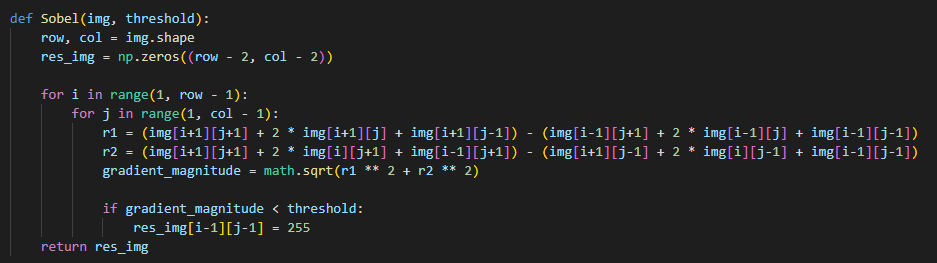 def Sobel(img, threshold):
    row, col = img.shape
    res_img = np.zeros((row - 2, col - 2))

    for i in range(1, row - 1):
        for j in range(1, col - 1):
            r1 = (img[i+1][j+1] + 2 * img[i+1][j] + img[i+1][j-1]) - (img[i-1][j+1] + 2 * img[i-1][j] + img[i-1][j-1])
            r2 = (img[i+1][j+1] + 2 * img[i][j+1] + img[i-1][j+1]) - (img[i+1][j-1] + 2 * img[i][j-1] + img[i-1][j-1])
            gradient_magnitude = math.sqrt(r1 ** 2 + r2 ** 2)

            if gradient_magnitude < threshold:
                res_img[i-1][j-1] = 255
    return res_img